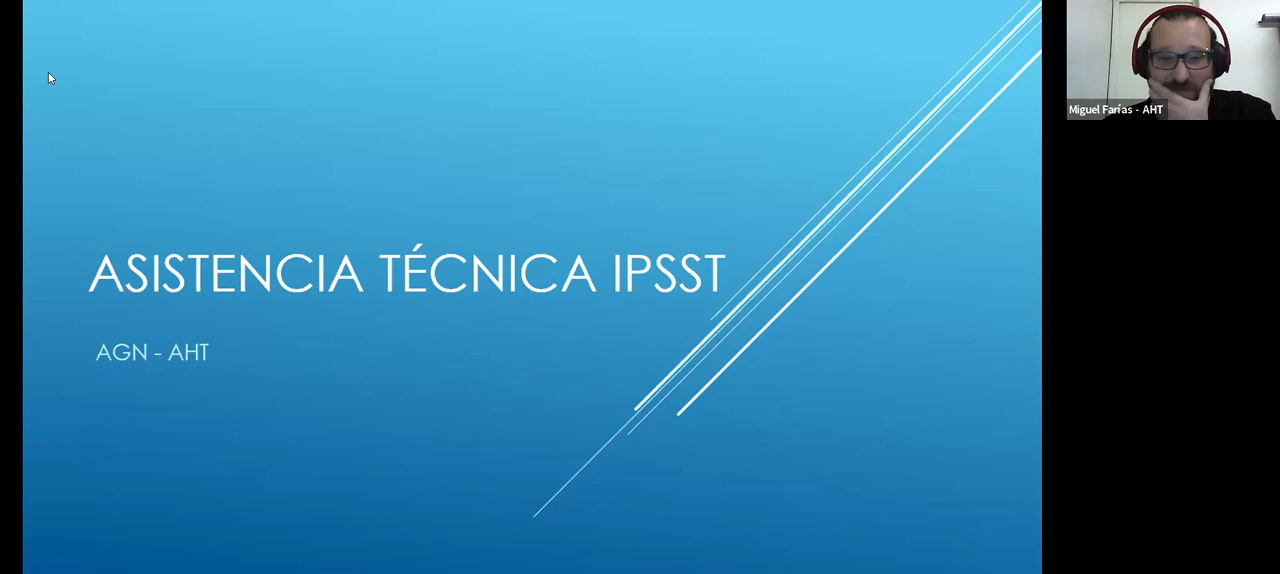 ASISTENCIA TÉCNICA IPSST
AGN - AHT
Miguel Farías - AHT